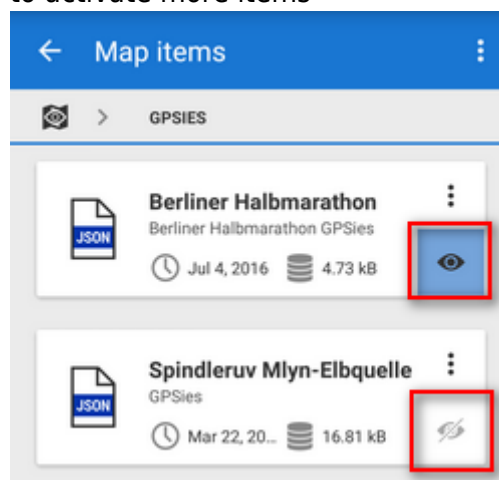 to activate more items
Map items
GPSIES
Berliner Halbmarathon
Berliner Halbmarathon GPSies
JSON
Jul 4, 2016 4.73 kB
Spindleruv Mlyn-Elbquelle
GPSies
JSON
Mar 22, 20... 16.81 kB